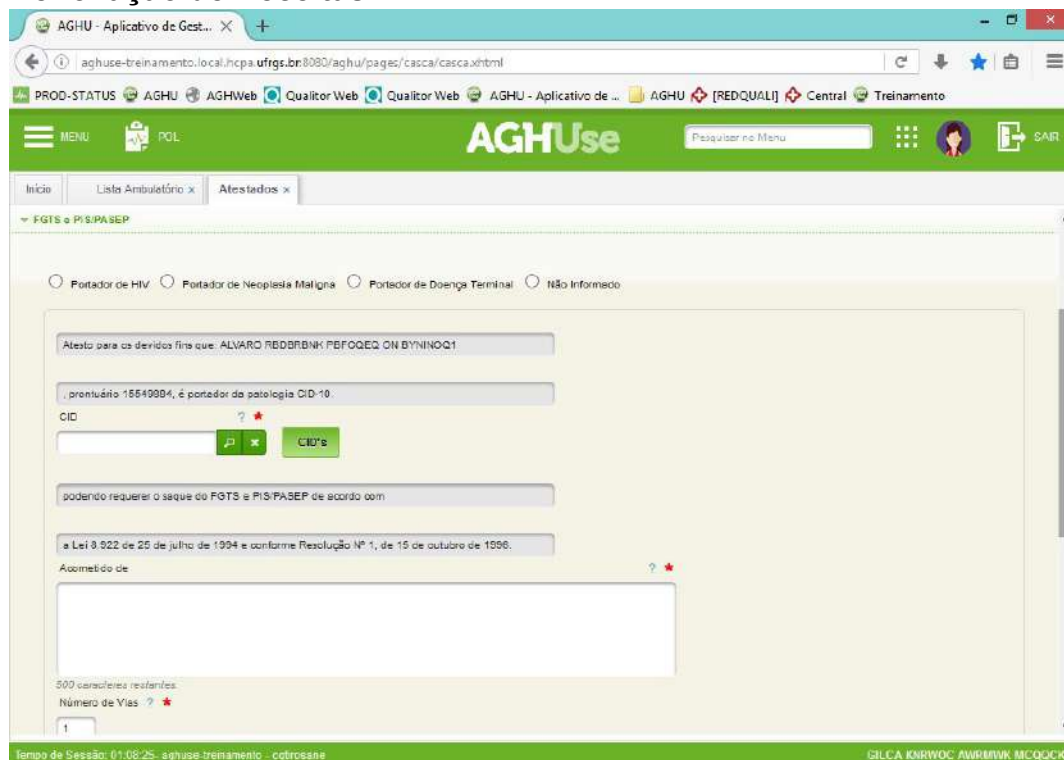 AGHU - Aplicativo de Gest...
aghuse-treinamento.local.hcpa.ufrgs.br:8080/aghu/pages/casca/casca.xhtml
PROD-STATUS AGHU AGHWeb Qualitor Web Qualitor Web AGHU - Aplicativo de ... AGHU [REDQUALI] Central Treinamento
MENU POL AGHUse Pesquisar no Menu SAIR
Início Lista Ambulatório x Atestados x
FGTS e PIS/PASEP
Portador de HIV Portador de Neoplasia Maligna Portador de Doença Terminal Não Informado
Atesto para os devidos fins que: ALVARO RBDBRBNK PBFOQEQ ON BYNINOQ1
, prontuário 15549884, é portador da patologia CID-10.
CID ? *
CID's
podendo requerer o saque do FGTS e PIS/PASEP de acordo com
a Lei 8.922 de 25 de julho de 1994 e conforme Resolução Nº 1, de 15 de outubro de 1996.
Acometido de ? *
500 caracteres restantes.
Número de Vias ? *
1
Tempo de Sessão: 01:08:25- aghuse-treinamento - cgtirosane GILCA KNRWOC AWRMWK MCQQCK